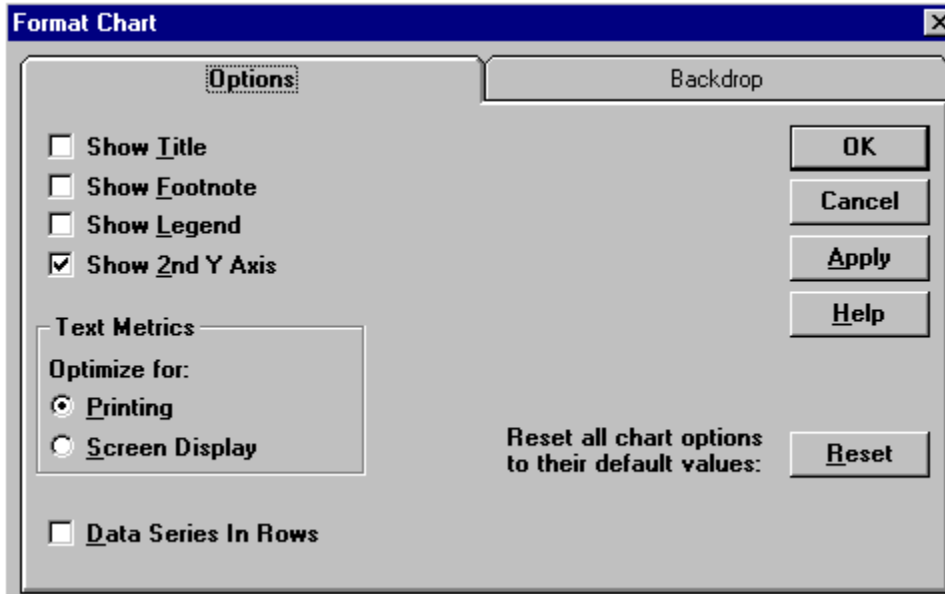 Format Chart
Options
Backdrop
Show Title
Show Footnote
Show Legend
Show 2nd Y Axis
Text Metrics
Optimize for:
Printing
Screen Display
Data Series In Rows
OK
Cancel
Apply
Help
Reset all chart options
to their default values:
Reset